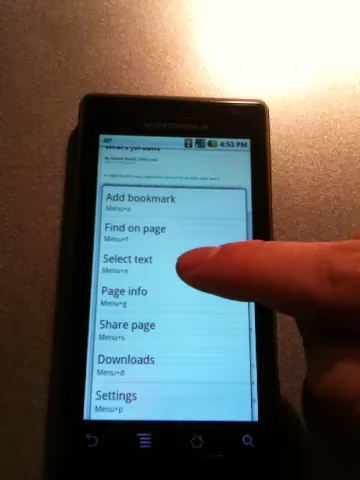 MOTOROLA
48°
4:53 PM
Add bookmark
Menu+a
Find on page
Menu+f
Select text
Menu+e
Page info
Menu+g
Share page
Menu+s
Downloads
Menu+d
Settings
Menu+p